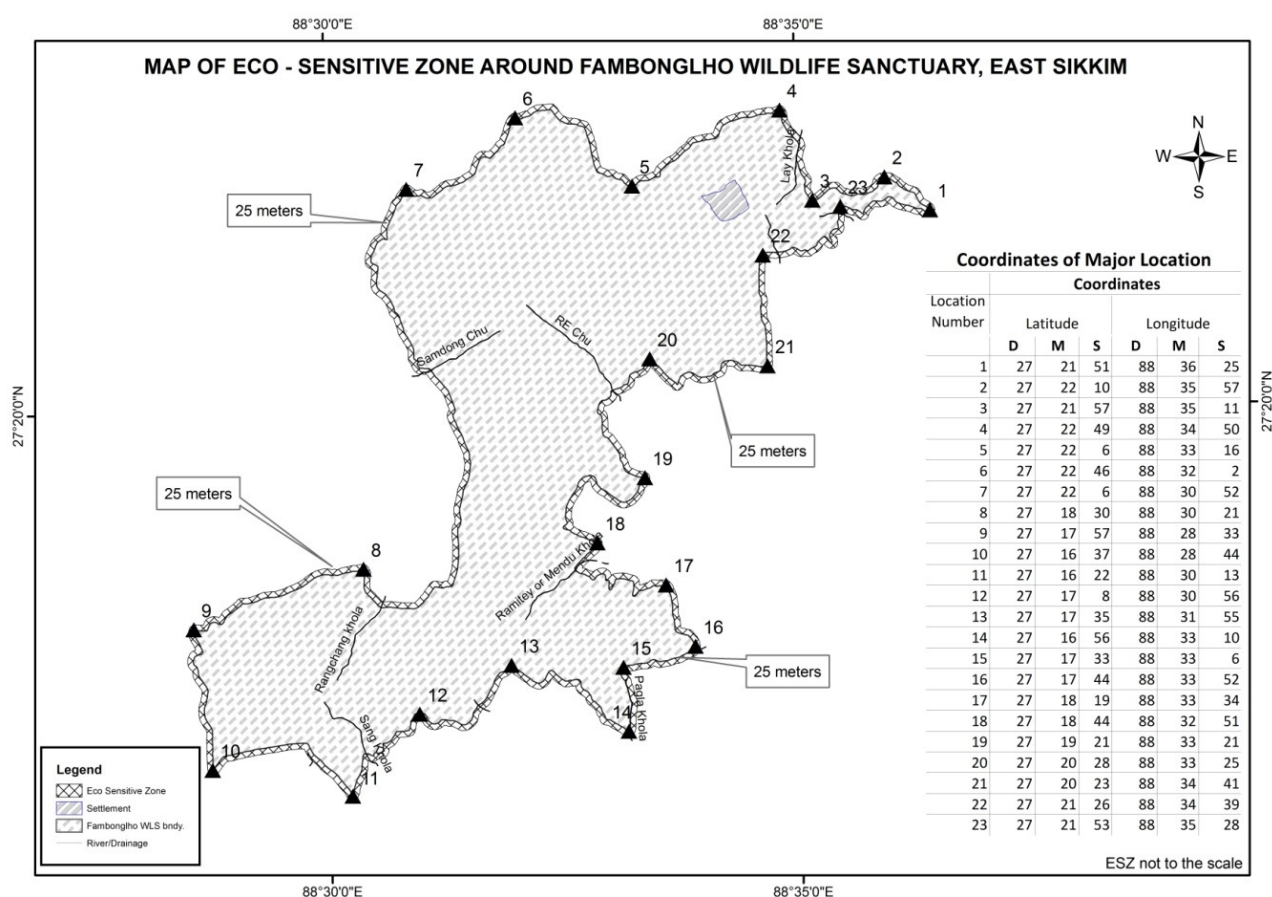 88°30'0"E
88°35'0"E
MAP OF ECO - SENSITIVE ZONE AROUND FAMBONGLHO WILDLIFE SANCTUARY, EAST SIKKIM
N
W E
S
6
4
7
5
Lay Khola
3
23
2
1
25 meters
22
Samdong Chu
RE Chu
20
21
27°20'0"N
27°20'0"N
25 meters
19
25 meters
18
8
Ramitey or Mendu Khola
17
9
Rangchang khola
16
13
15
25 meters
12
14
Pagla Khola
Sang Khola
10
11
Coordinates of Major Location
Coordinates
Location Number Latitude Longitude
D M S D M S
1 27 21 51 88 36 25
2 27 22 10 88 35 57
3 27 21 57 88 35 11
4 27 22 49 88 34 50
5 27 22 6 88 33 16
6 27 22 46 88 32 2
7 27 22 6 88 30 52
8 27 18 30 88 30 21
9 27 17 57 88 28 33
10 27 16 37 88 28 44
11 27 16 22 88 30 13
12 27 17 8 88 30 56
13 27 17 35 88 31 55
14 27 16 56 88 33 10
15 27 17 33 88 33 6
16 27 17 44 88 33 52
17 27 18 19 88 33 34
18 27 18 44 88 32 51
19 27 19 21 88 33 21
20 27 20 28 88 33 25
21 27 20 23 88 34 41
22 27 21 26 88 34 39
23 27 21 53 88 35 28
Legend
Eco Sensitive Zone
Settlement
Fambonglho WLS bndy.
River/Drainage
ESZ not to the scale
88°30'0"E
88°35'0"E